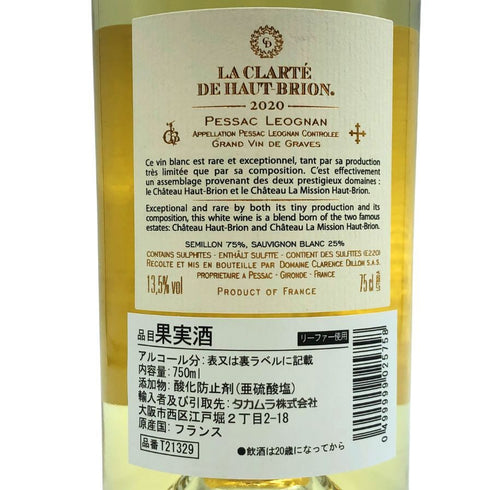 LA CLARTÉ
DE HAUT-BRION®
2020
PESSAC LEOGNAN
APPELLATION PESSAC LEOGNAN CONTROLÉE
GRAND VIN DE GRAVES
Ce vin blanc est rare et exceptionnel, tant par sa production
très limitée que par sa composition. C'est effectivement
un assemblage provenant des deux prestigieux domaines :
le Château Haut-Brion et le Château La Mission Haut-Brion.
Exceptional and rare by both its tiny production and its
composition, this white wine is a blend born of the two famous
estates: Château Haut-Brion and Château La Mission Haut-Brion.
SEMILLON 75%, SAUVIGNON BLANC 25%
CONTAINS SULPHITES - ENTHÄLT SULFITE - CONTIENT DES SULFITES (E220)
RECOLTE ET MIS EN BOUTEILLE PAR DOMAINE CLARENCE DILLON S.A.S.
PROPRIETAIRE A PESSAC - GIRONDE - FRANCE
13,5% vol
75 cl
PRODUCT OF FRANCE
品目果実酒
リーファー使用
アルコール分:表又は裏ラベルに記載
内容量:750ml
添加物:酸化防止剤(亜硫酸塩)
輸入者及び引取先:タカムラ株式会社
大阪市西区江戸堀2丁目2-18
原産国:フランス
品番T21329
●飲酒は20歳になってから
0499999025758